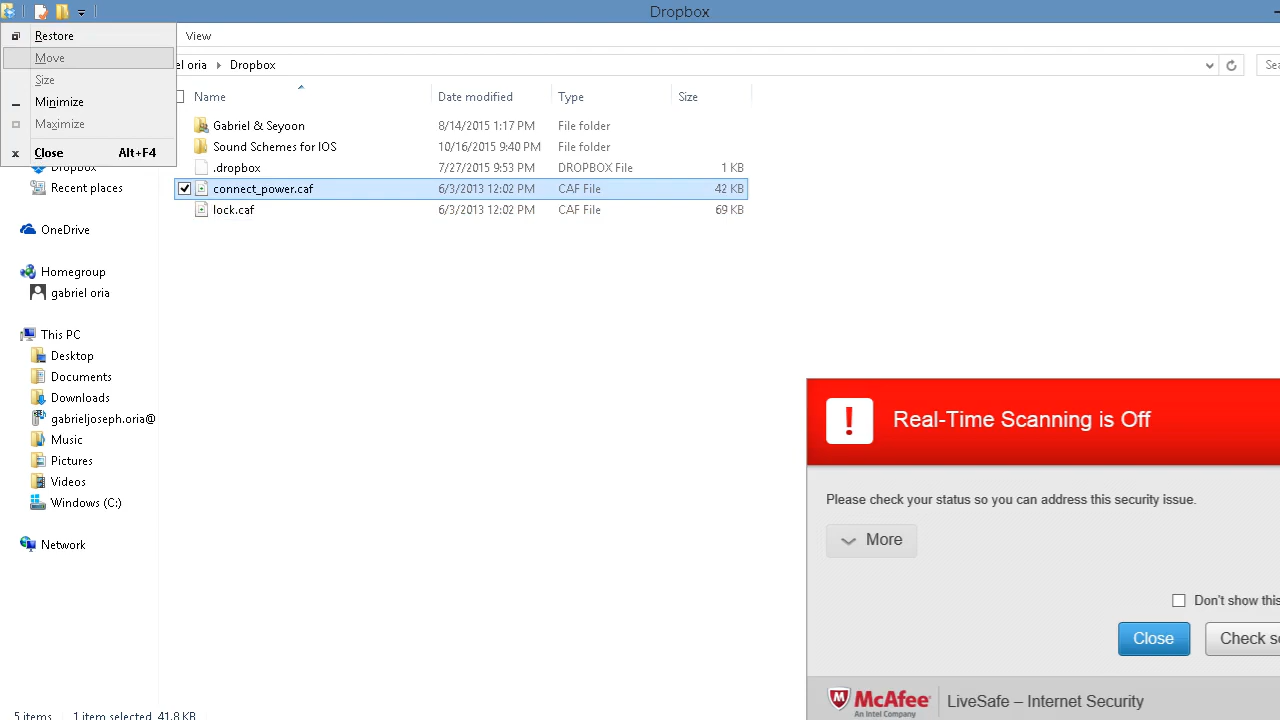 Dropbox
Restore
Move
Size
Minimize
Maximize
Close Alt+F4
View
el oria Dropbox Sea
Name Date modified Type Size
Gabriel & Seyoon 8/14/2015 1:17 PM File folder
Sound Schemes for IOS 10/16/2015 9:40 PM File folder
.dropbox 7/27/2015 9:53 PM DROPBOX File 1 KB
connect_power.caf 6/3/2013 12:02 PM CAF File 42 KB
lock.caf 6/3/2013 12:02 PM CAF File 69 KB
Dropbox
Recent places
OneDrive
Homegroup
gabriel oria
This PC
Desktop
Documents
Downloads
gabrieljoseph.oria@
Music
Pictures
Videos
Windows (C:)
Network
5 items 1 item selected 41.1 KB
Real-Time Scanning is Off
Please check your status so you can address this security issue.
More
Don't show this
Close
Check s
McAfee
An Intel Company
LiveSafe – Internet Security